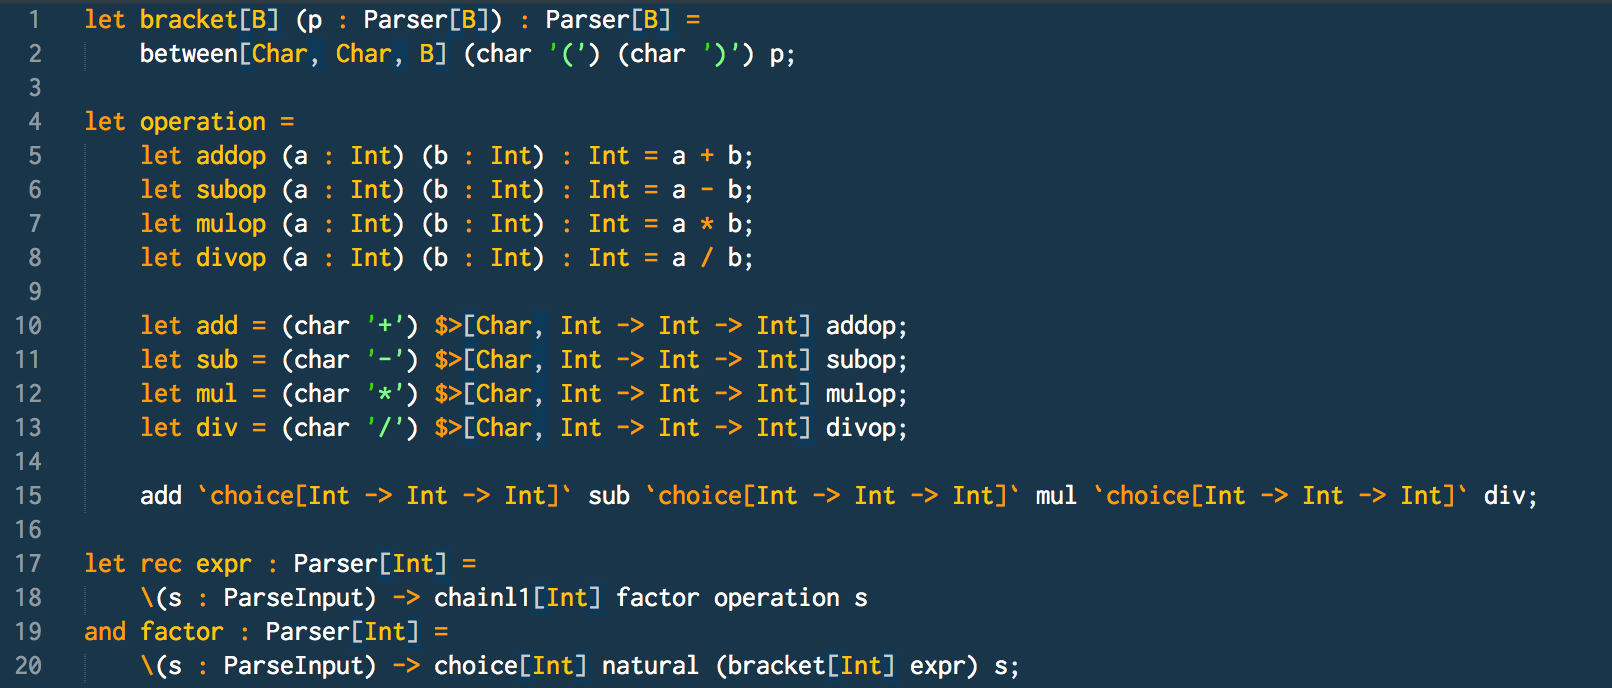 1 let bracket[B] (p : Parser[B]) : Parser[B] =
2     between[Char, Char, B] (char '(') (char ')') p;
3
4 let operation =
5     let addop (a : Int) (b : Int) : Int = a + b;
6     let subop (a : Int) (b : Int) : Int = a - b;
7     let mulop (a : Int) (b : Int) : Int = a * b;
8     let divop (a : Int) (b : Int) : Int = a / b;
9
10     let add = (char '+') $>[Char, Int -> Int -> Int] addop;
11     let sub = (char '-') $>[Char, Int -> Int -> Int] subop;
12     let mul = (char '*') $>[Char, Int -> Int -> Int] mulop;
13     let div = (char '/') $>[Char, Int -> Int -> Int] divop;
14
15     add `choice[Int -> Int -> Int]` sub `choice[Int -> Int -> Int]` mul `choice[Int -> Int -> Int]` div;
16
17 let rec expr : Parser[Int] =
18     \(s : ParseInput) -> chainl1[Int] factor operation s
19 and factor : Parser[Int] =
20     \(s : ParseInput) -> choice[Int] natural (bracket[Int] expr) s;